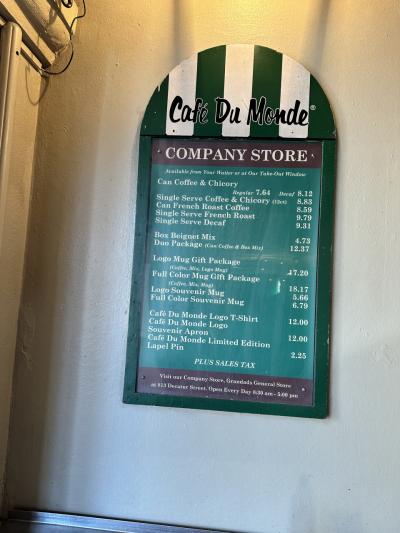 Café Du Monde®
COMPANY STORE
Available from Your Waiter or at Our Take-Out Window
Can Coffee & Chicory
Regular 7.64 Decaf 8.12
Single Serve Coffee & Chicory (12ct) 8.83
Can French Roast Coffee 8.59
Single Serve French Roast 9.79
Single Serve Decaf 9.31
Box Beignet Mix 4.73
Duo Package (Can Coffee & Box Mix) 12.37
Logo Mug Gift Package 17.20
(Coffee, Mix, Logo Mug)
Full Color Mug Gift Package 18.17
(Coffee, Mix, Mug)
Logo Souvenir Mug 5.66
Full Color Souvenir Mug 6.79
Café Du Monde Logo T-Shirt 12.00
Café Du Monde Logo
Souvenir Apron 12.00
Café Du Monde Limited Edition
Lapel Pin 2.25
PLUS SALES TAX
Visit our Company Store, Grandads General Store
at 813 Decatur Street. Open Every Day 8:30 am - 5:00 pm